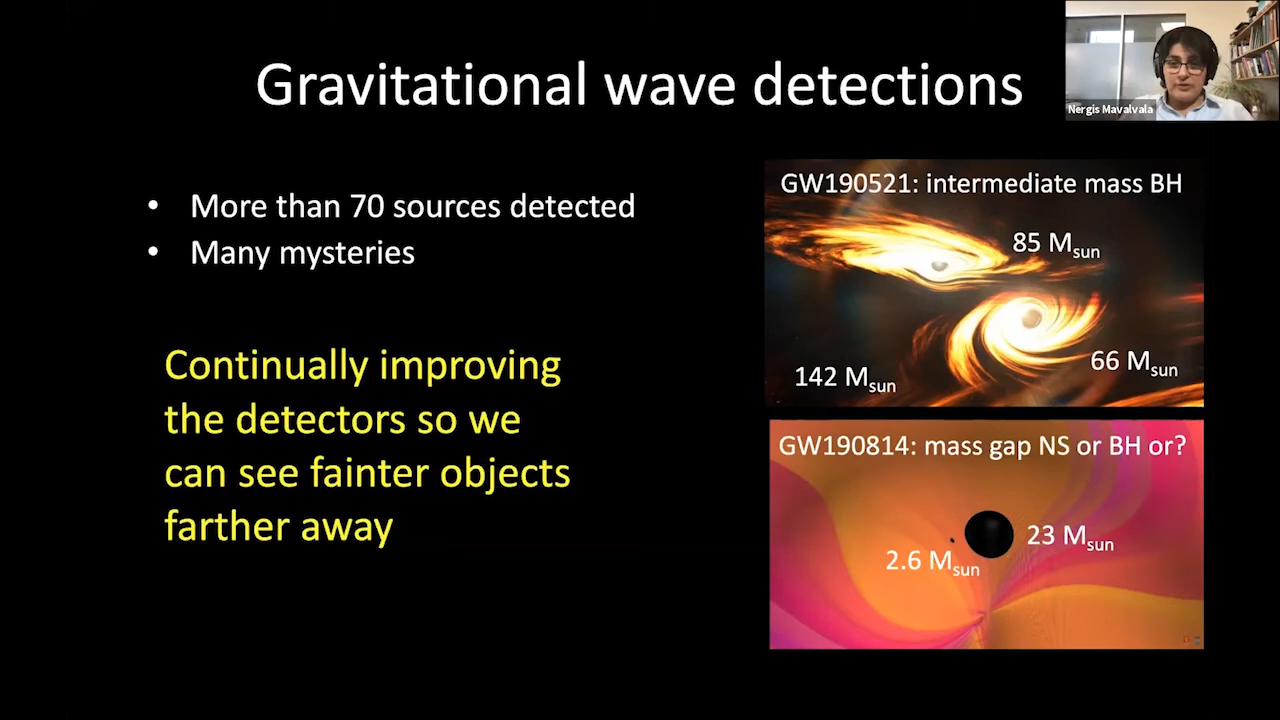 Gravitational wave detections
Nergis Mavalvala
• More than 70 sources detected
• Many mysteries
Continually improving
the detectors so we
can see fainter objects
farther away
GW190521: intermediate mass BH
85 Msun
66 Msun
142 Msun
GW190814: mass gap NS or BH or?
23 Msun
2.6 Msun